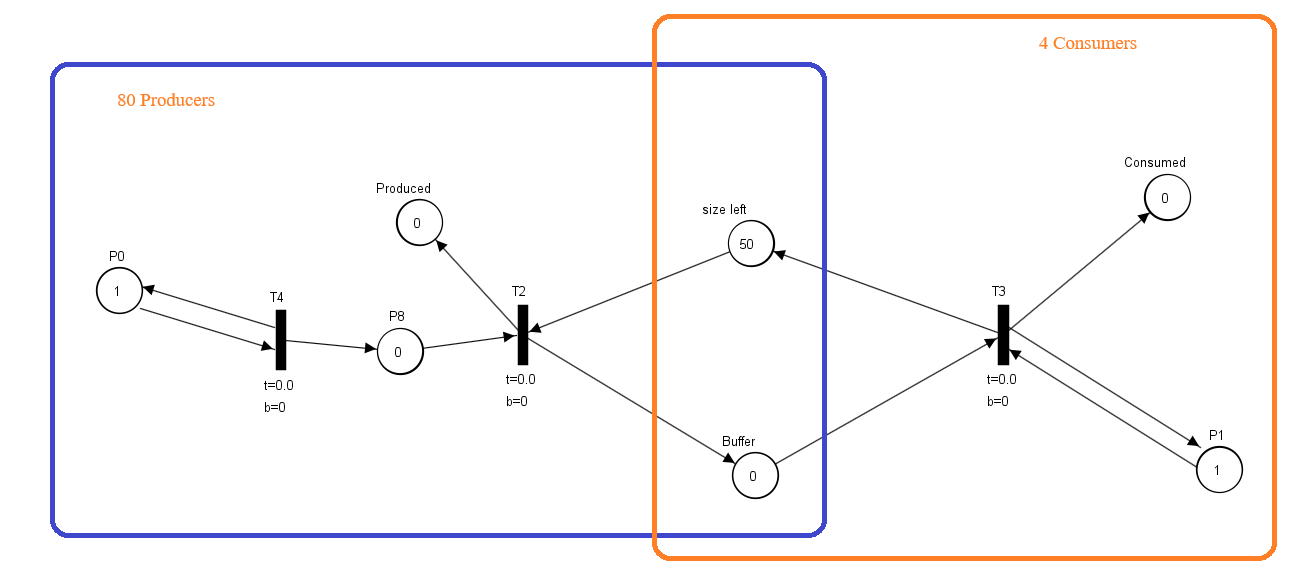 4 Consumers
80 Producers
Consumed
0
Produced
0
size left
50
P0
1
T4
t=0.0
b=0
P8
0
T2
t=0.0
b=0
T3
t=0.0
b=0
Buffer
0
P1
1